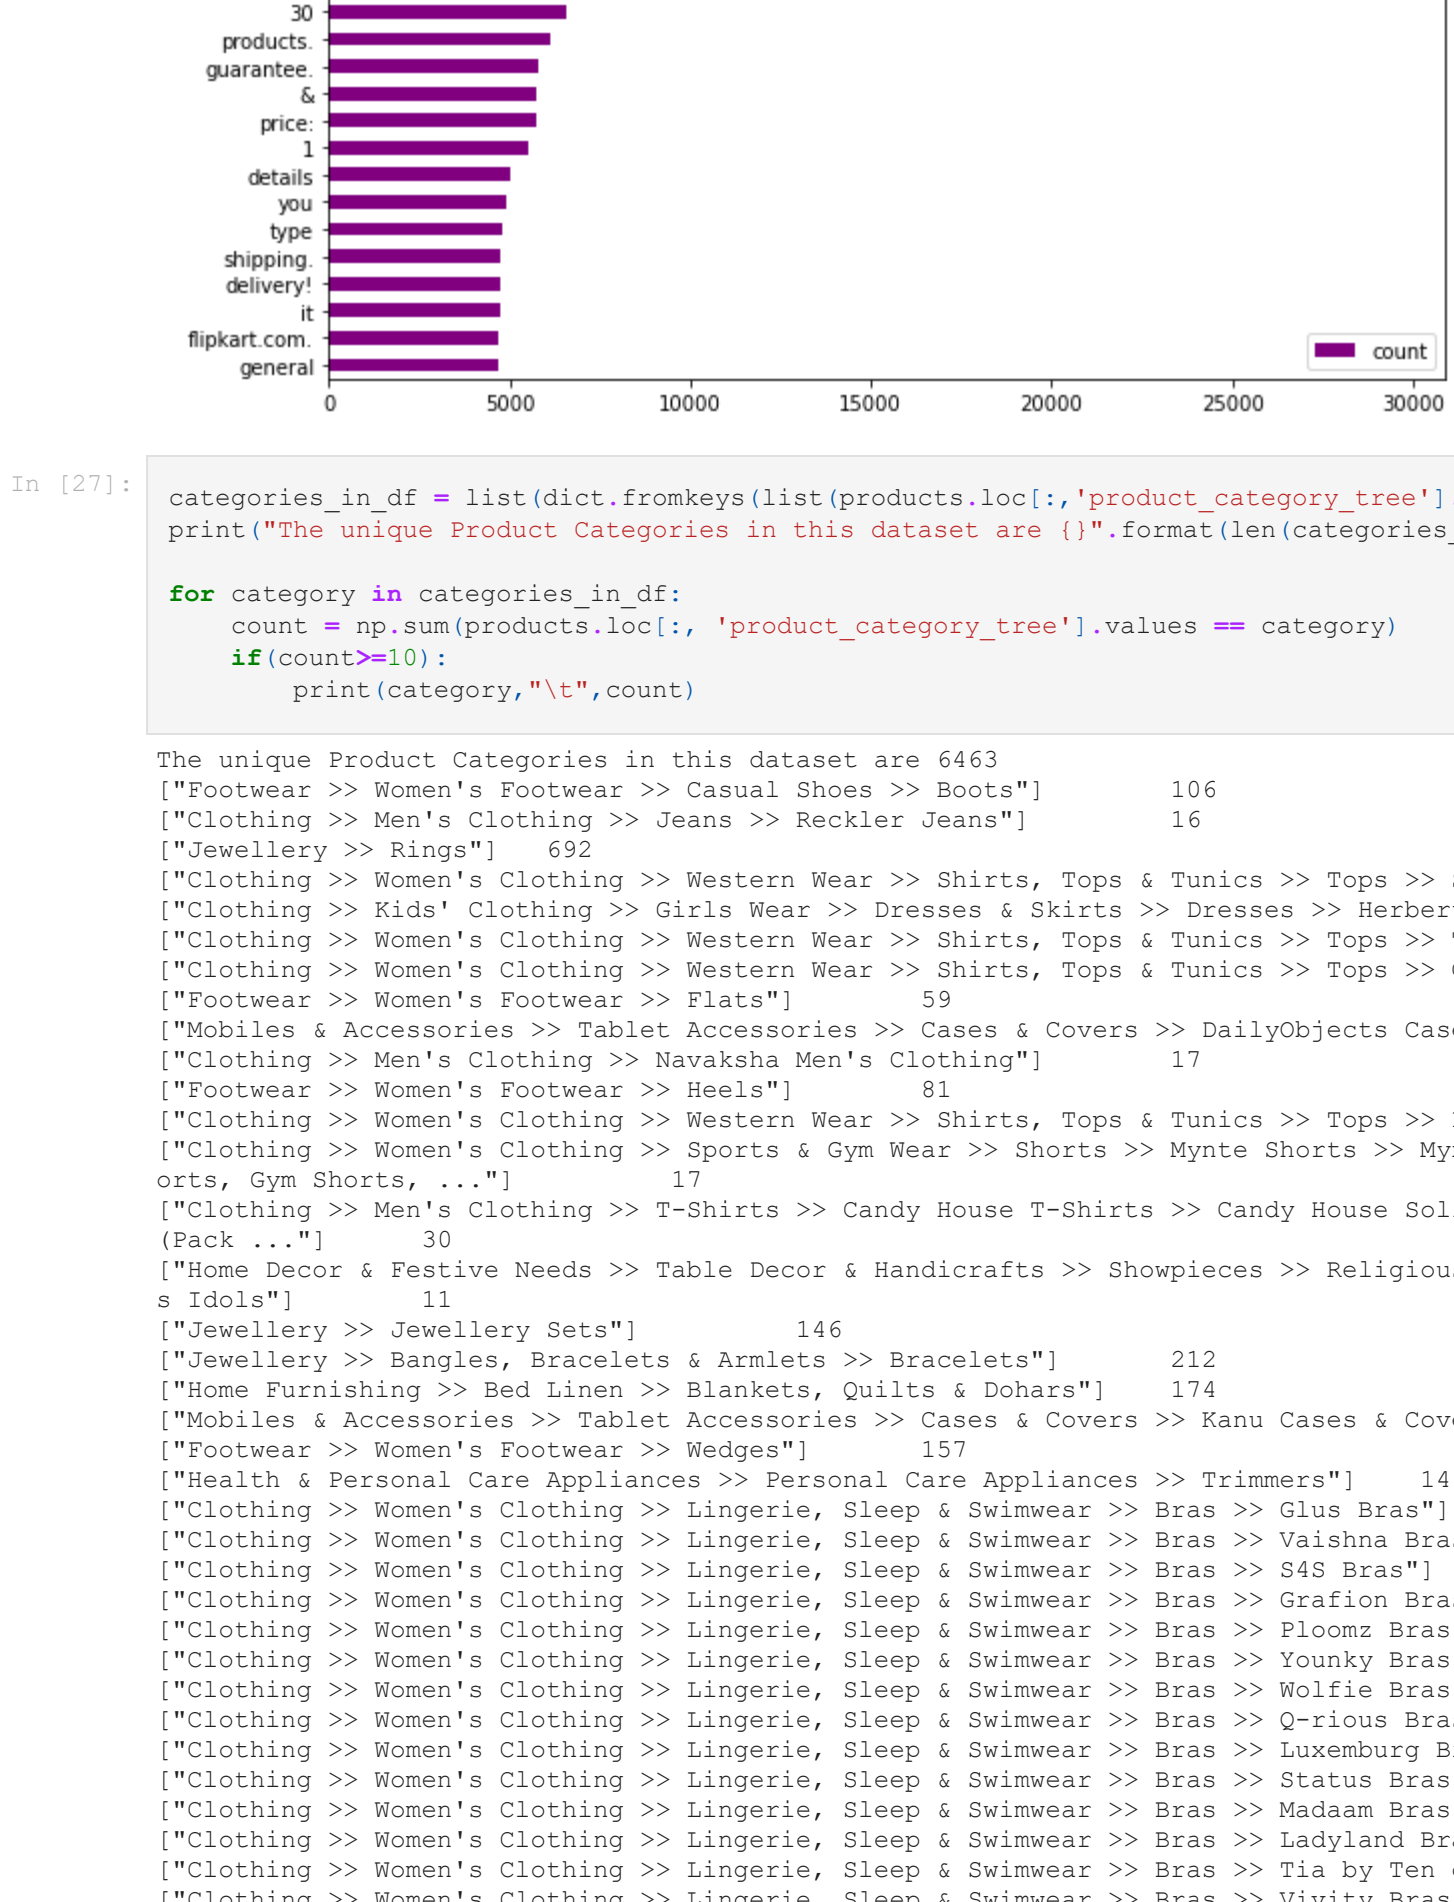 30
products.
guarantee.
&
price:
1
details
you
type
shipping.
delivery!
it
flipkart.com.
general
count
0 5000 10000 15000 20000 25000 30000
In [27]:
categories_in_df = list(dict.fromkeys(list(products.loc[:,'product_category_tree']
print("The unique Product Categories in this dataset are {}".format(len(categories_
for category in categories_in_df:
count = np.sum(products.loc[:, 'product_category_tree'].values == category)
if(count>=10):
print(category,"\t",count)
The unique Product Categories in this dataset are 6463
["Footwear >> Women's Footwear >> Casual Shoes >> Boots"] 106
["Clothing >> Men's Clothing >> Jeans >> Reckler Jeans"] 16
["Jewellery >> Rings"] 692
["Clothing >> Women's Clothing >> Western Wear >> Shirts, Tops & Tunics >> Tops >>
["Clothing >> Kids' Clothing >> Girls Wear >> Dresses & Skirts >> Dresses >> Herber
["Clothing >> Women's Clothing >> Western Wear >> Shirts, Tops & Tunics >> Tops >>
["Clothing >> Women's Clothing >> Western Wear >> Shirts, Tops & Tunics >> Tops >>
["Footwear >> Women's Footwear >> Flats"] 59
["Mobiles & Accessories >> Tablet Accessories >> Cases & Covers >> DailyObjects Cas
["Clothing >> Men's Clothing >> Navaksha Men's Clothing"] 17
["Footwear >> Women's Footwear >> Heels"] 81
["Clothing >> Women's Clothing >> Western Wear >> Shirts, Tops & Tunics >> Tops >>
["Clothing >> Women's Clothing >> Sports & Gym Wear >> Shorts >> Mynte Shorts >> My
orts, Gym Shorts, ..."] 17
["Clothing >> Men's Clothing >> T-Shirts >> Candy House T-Shirts >> Candy House Sol
(Pack ..."] 30
["Home Decor & Festive Needs >> Table Decor & Handicrafts >> Showpieces >> Religiou
s Idols"] 11
["Jewellery >> Jewellery Sets"] 146
["Jewellery >> Bangles, Bracelets & Armlets >> Bracelets"] 212
["Home Furnishing >> Bed Linen >> Blankets, Quilts & Dohars"] 174
["Mobiles & Accessories >> Tablet Accessories >> Cases & Covers >> Kanu Cases & Cov
["Footwear >> Women's Footwear >> Wedges"] 157
["Health & Personal Care Appliances >> Personal Care Appliances >> Trimmers"] 14
["Clothing >> Women's Clothing >> Lingerie, Sleep & Swimwear >> Bras >> Glus Bras"]
["Clothing >> Women's Clothing >> Lingerie, Sleep & Swimwear >> Bras >> Vaishna Bra
["Clothing >> Women's Clothing >> Lingerie, Sleep & Swimwear >> Bras >> S4S Bras"]
["Clothing >> Women's Clothing >> Lingerie, Sleep & Swimwear >> Bras >> Grafion Bra
["Clothing >> Women's Clothing >> Lingerie, Sleep & Swimwear >> Bras >> Ploomz Bras
["Clothing >> Women's Clothing >> Lingerie, Sleep & Swimwear >> Bras >> Younky Bras
["Clothing >> Women's Clothing >> Lingerie, Sleep & Swimwear >> Bras >> Wolfie Bras
["Clothing >> Women's Clothing >> Lingerie, Sleep & Swimwear >> Bras >> Q-rious Bra
["Clothing >> Women's Clothing >> Lingerie, Sleep & Swimwear >> Bras >> Luxemburg B
["Clothing >> Women's Clothing >> Lingerie, Sleep & Swimwear >> Bras >> Status Bras
["Clothing >> Women's Clothing >> Lingerie, Sleep & Swimwear >> Bras >> Madaam Bras
["Clothing >> Women's Clothing >> Lingerie, Sleep & Swimwear >> Bras >> Ladyland Br
["Clothing >> Women's Clothing >> Lingerie, Sleep & Swimwear >> Bras >> Tia by Ten
["Clothing >> Women's Clothing >> Lingerie, Sleep & Swimwear >> Bras >> Vivity Bras